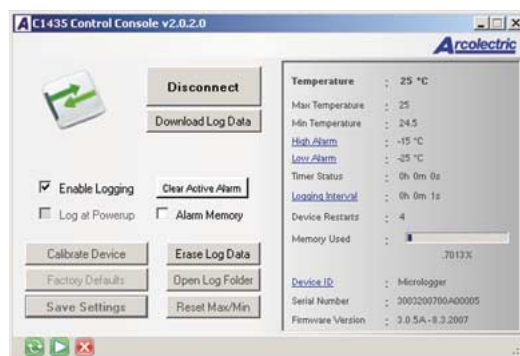 C1435 Control Console v2.0.2.0
Arcolectric
Disconnect
Download Log Data
Enable Logging
Clear Active Alarm
Log at Powerup
Alarm Memory
Calibrate Device
Erase Log Data
Factory Defaults
Open Log Folder
Save Settings
Reset Max/Min
Temperature : 25 °C
Max Temperature : 25
Min Temperature : 24.5
High Alarm : -15 °C
Low Alarm : -25 °C
Timer Status : 0h 0m 0s
Logging Interval : 0h 0m 1s
Device Restarts : 4
Memory Used :
.7013%
Device ID : Micrologger
Serial Number : 3003200700A00005
Firmware Version : 3.0.5A-8.3.2007